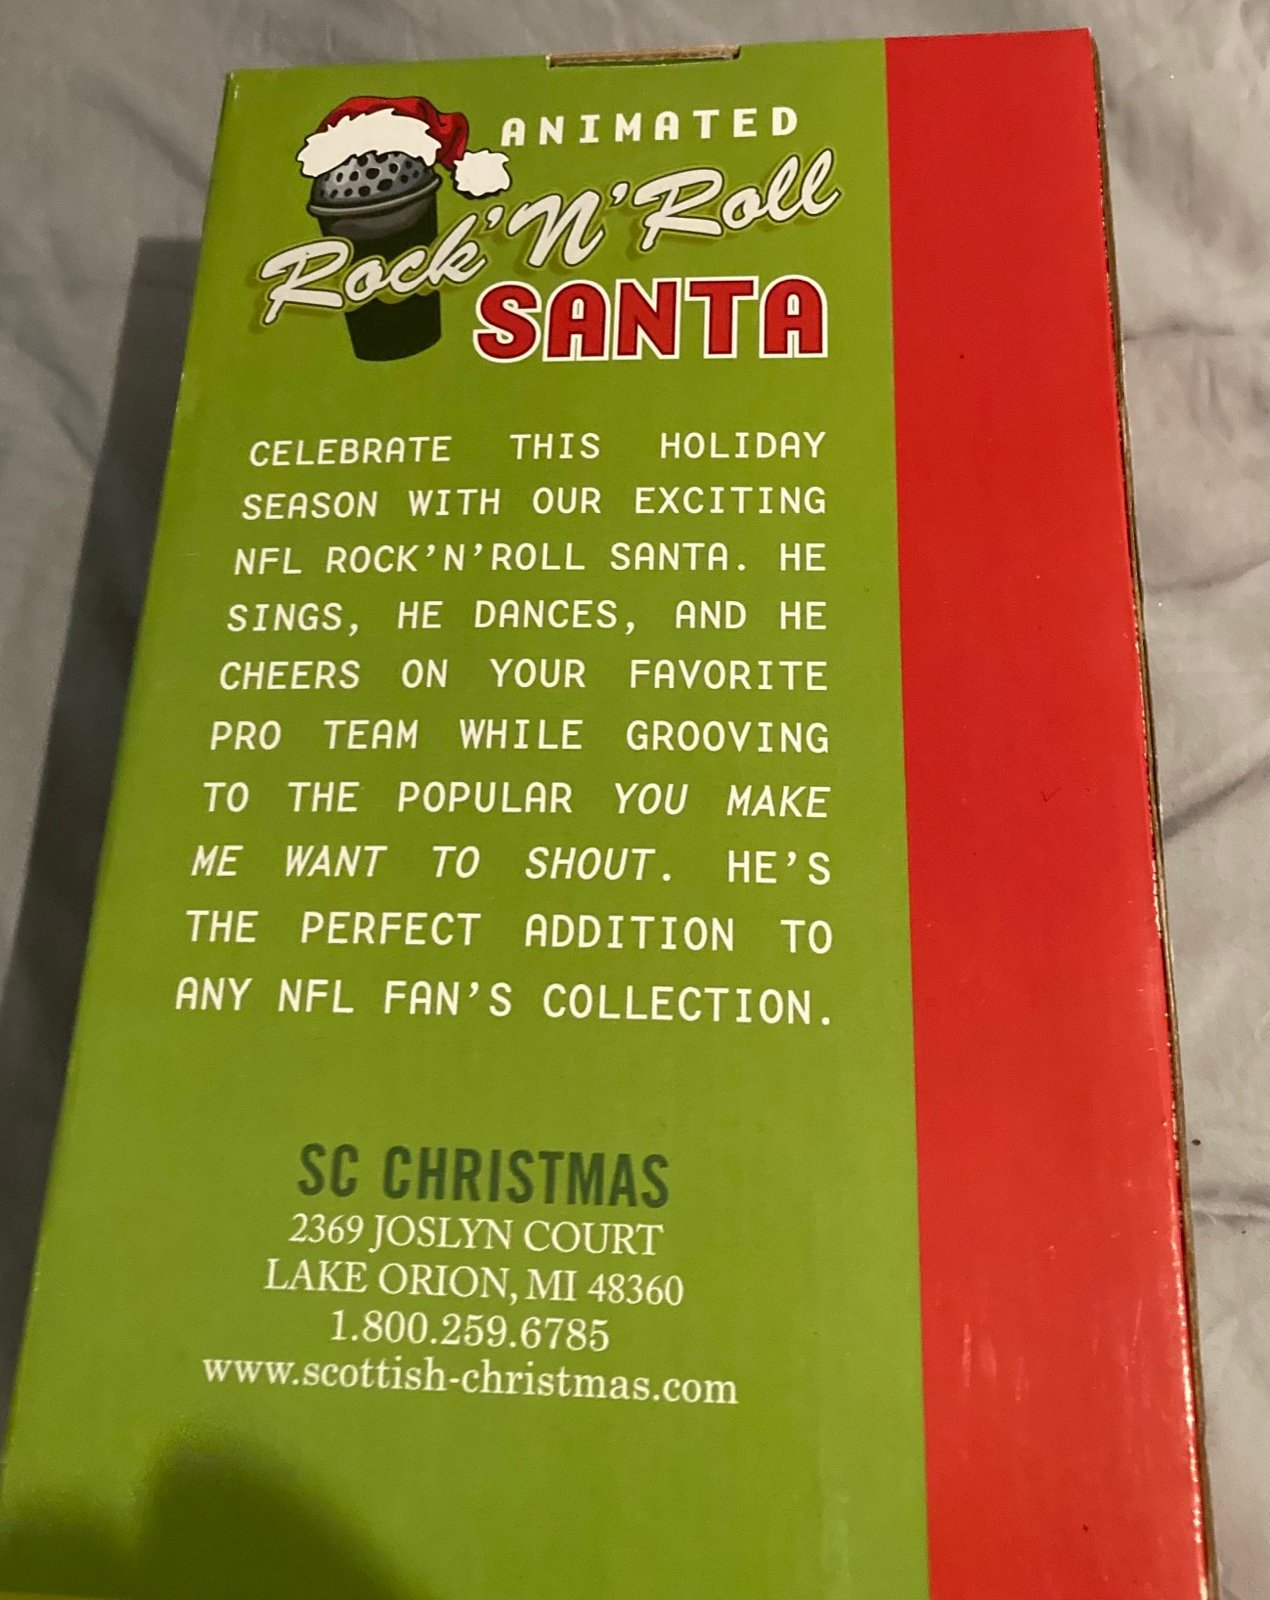 ANIMATED
Rock'N'Roll
SANTA
CELEBRATE THIS HOLIDAY
SEASON WITH OUR EXCITING
NFL ROCK'N'ROLL SANTA. HE
SINGS, HE DANCES, AND HE
CHEERS ON YOUR FAVORITE
PRO TEAM WHILE GROOVING
TO THE POPULAR YOU MAKE
ME WANT TO SHOUT. HE'S
THE PERFECT ADDITION TO
ANY NFL FAN'S COLLECTION.
SC CHRISTMAS
2369 JOSLYN COURT
LAKE ORION, MI 48360
1.800.259.6785
www.scottish-christmas.com